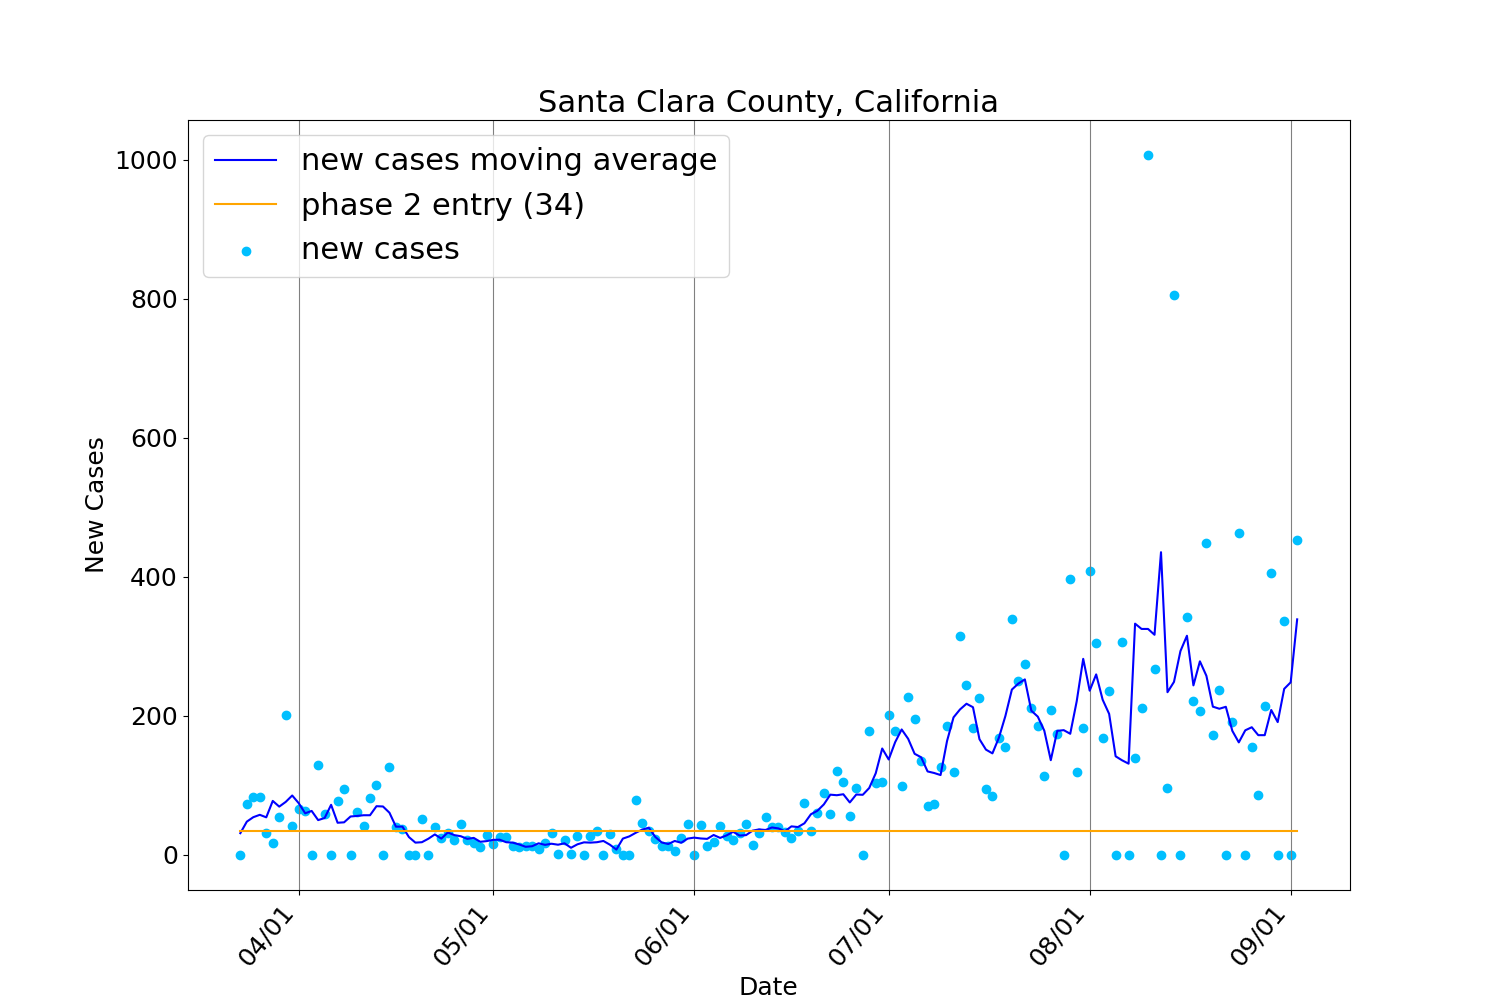 Santa Clara County, California
new cases moving average
phase 2 entry (34)
new cases
1000
800
600
400
200
0
New Cases
04/01
05/01
06/01
07/01
08/01
09/01
Date